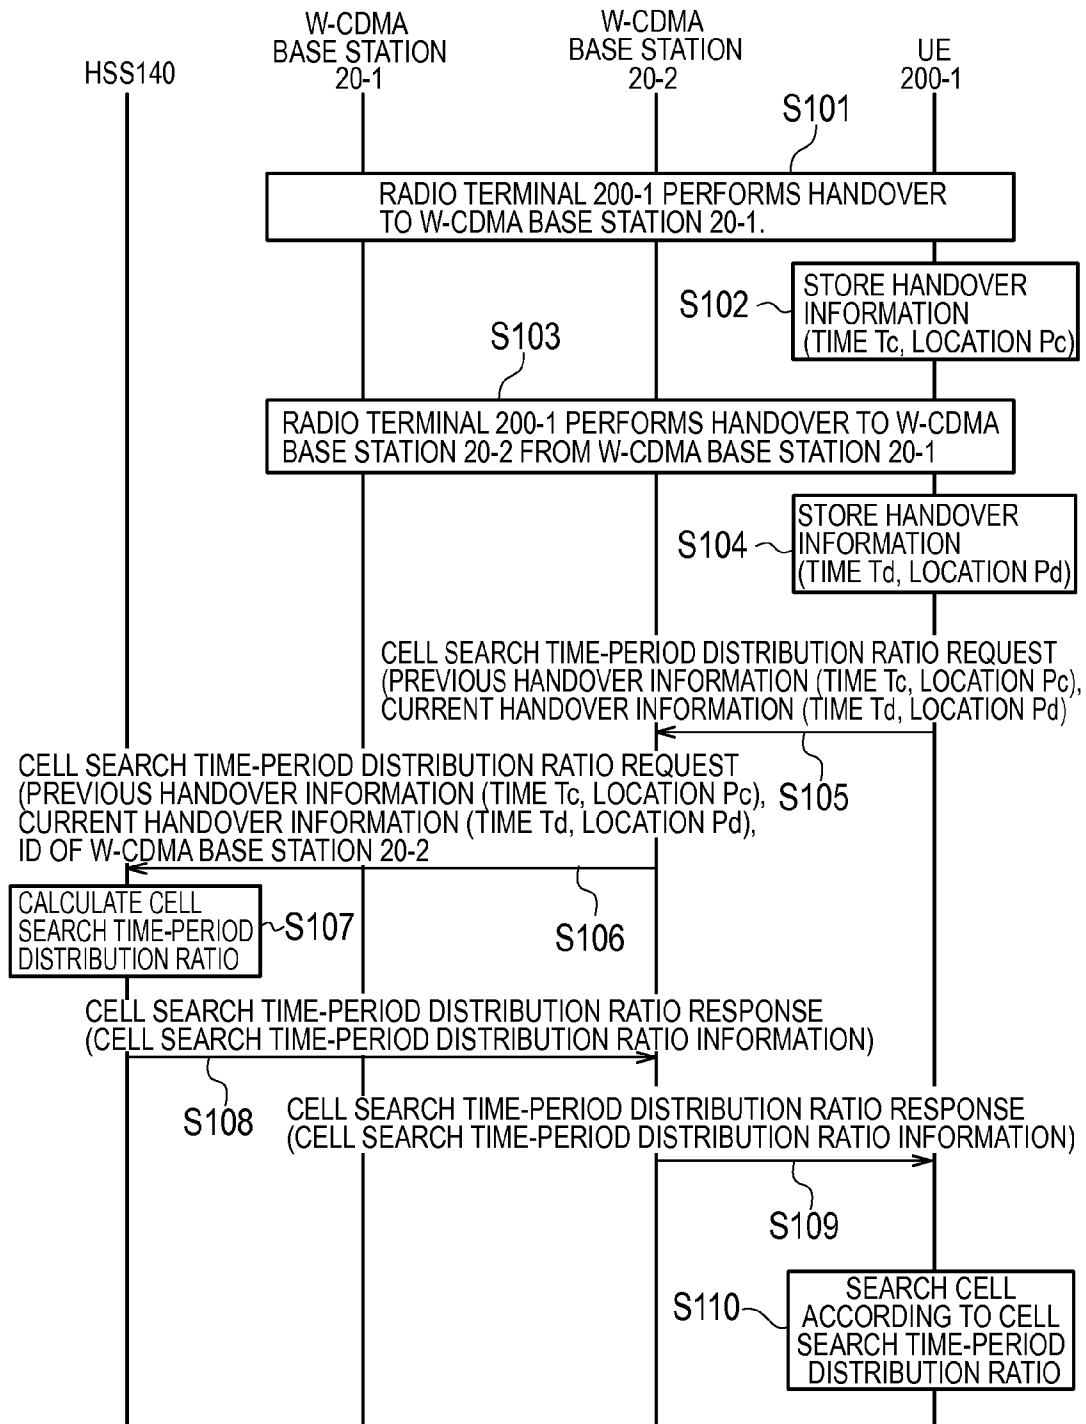 HSS140
W-CDMA
BASE STATION
20-1
W-CDMA
BASE STATION
20-2
UE
200-1
S101
RADIO TERMINAL 200-1 PERFORMS HANDOVER
TO W-CDMA BASE STATION 20-1.
S102
STORE HANDOVER
INFORMATION
(TIME Tc, LOCATION Pc)
S103
RADIO TERMINAL 200-1 PERFORMS HANDOVER TO W-CDMA
BASE STATION 20-2 FROM W-CDMA BASE STATION 20-1
S104
STORE HANDOVER
INFORMATION
(TIME Td, LOCATION Pd)
CELL SEARCH TIME-PERIOD DISTRIBUTION RATIO REQUEST
(PREVIOUS HANDOVER INFORMATION (TIME Tc, LOCATION Pc),
CURRENT HANDOVER INFORMATION (TIME Td, LOCATION Pd)
S105
CELL SEARCH TIME-PERIOD DISTRIBUTION RATIO REQUEST
(PREVIOUS HANDOVER INFORMATION (TIME Tc, LOCATION Pc),
CURRENT HANDOVER INFORMATION (TIME Td, LOCATION Pd),
ID OF W-CDMA BASE STATION 20-2
S106
CALCULATE CELL
SEARCH TIME-PERIOD
DISTRIBUTION RATIO
S107
CELL SEARCH TIME-PERIOD DISTRIBUTION RATIO RESPONSE
(CELL SEARCH TIME-PERIOD DISTRIBUTION RATIO INFORMATION)
S108
CELL SEARCH TIME-PERIOD DISTRIBUTION RATIO RESPONSE
(CELL SEARCH TIME-PERIOD DISTRIBUTION RATIO INFORMATION)
S109
S110
SEARCH CELL
ACCORDING TO CELL
SEARCH TIME-PERIOD
DISTRIBUTION RATIO